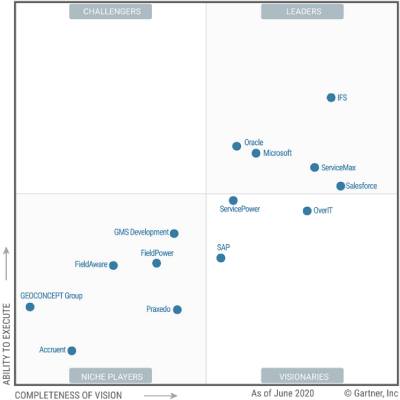 CHALLENGERS
LEADERS
IFS
Oracle
Microsoft
ServiceMax
Salesforce
ServicePower
OverIT
GMS Development
SAP
FieldPower
FieldAware
GEOCONCEPT Group
Praxedo
Accruent
NICHE PLAYERS
VISIONARIES
ABILITY TO EXECUTE
COMPLETENESS OF VISION
As of June 2020
© Gartner, Inc